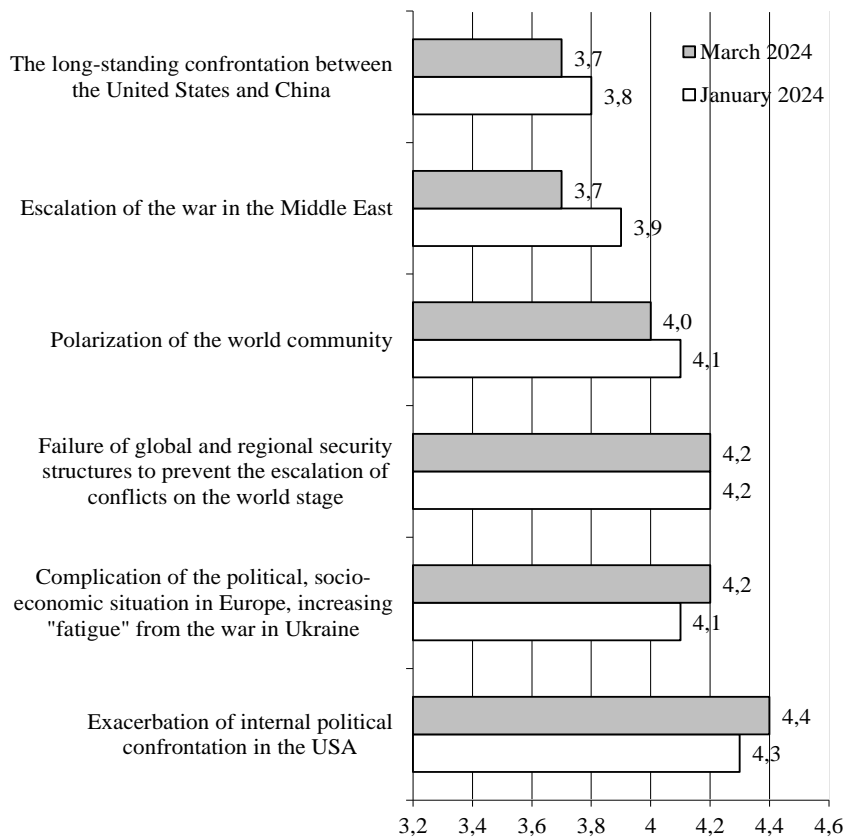 The long-standing confrontation between
the United States and China
3,7
3,8
March 2024
January 2024
Escalation of the war in the Middle East
3,7
3,9
Polarization of the world community
4,0
4,1
Failure of global and regional security
structures to prevent the escalation of
conflicts on the world stage
4,2
4,2
Complication of the political, socio-
economic situation in Europe, increasing
"fatigue" from the war in Ukraine
4,2
4,1
Exacerbation of internal political
confrontation in the USA
4,4
4,3
3,2 3,4 3,6 3,8 4 4,2 4,4 4,6